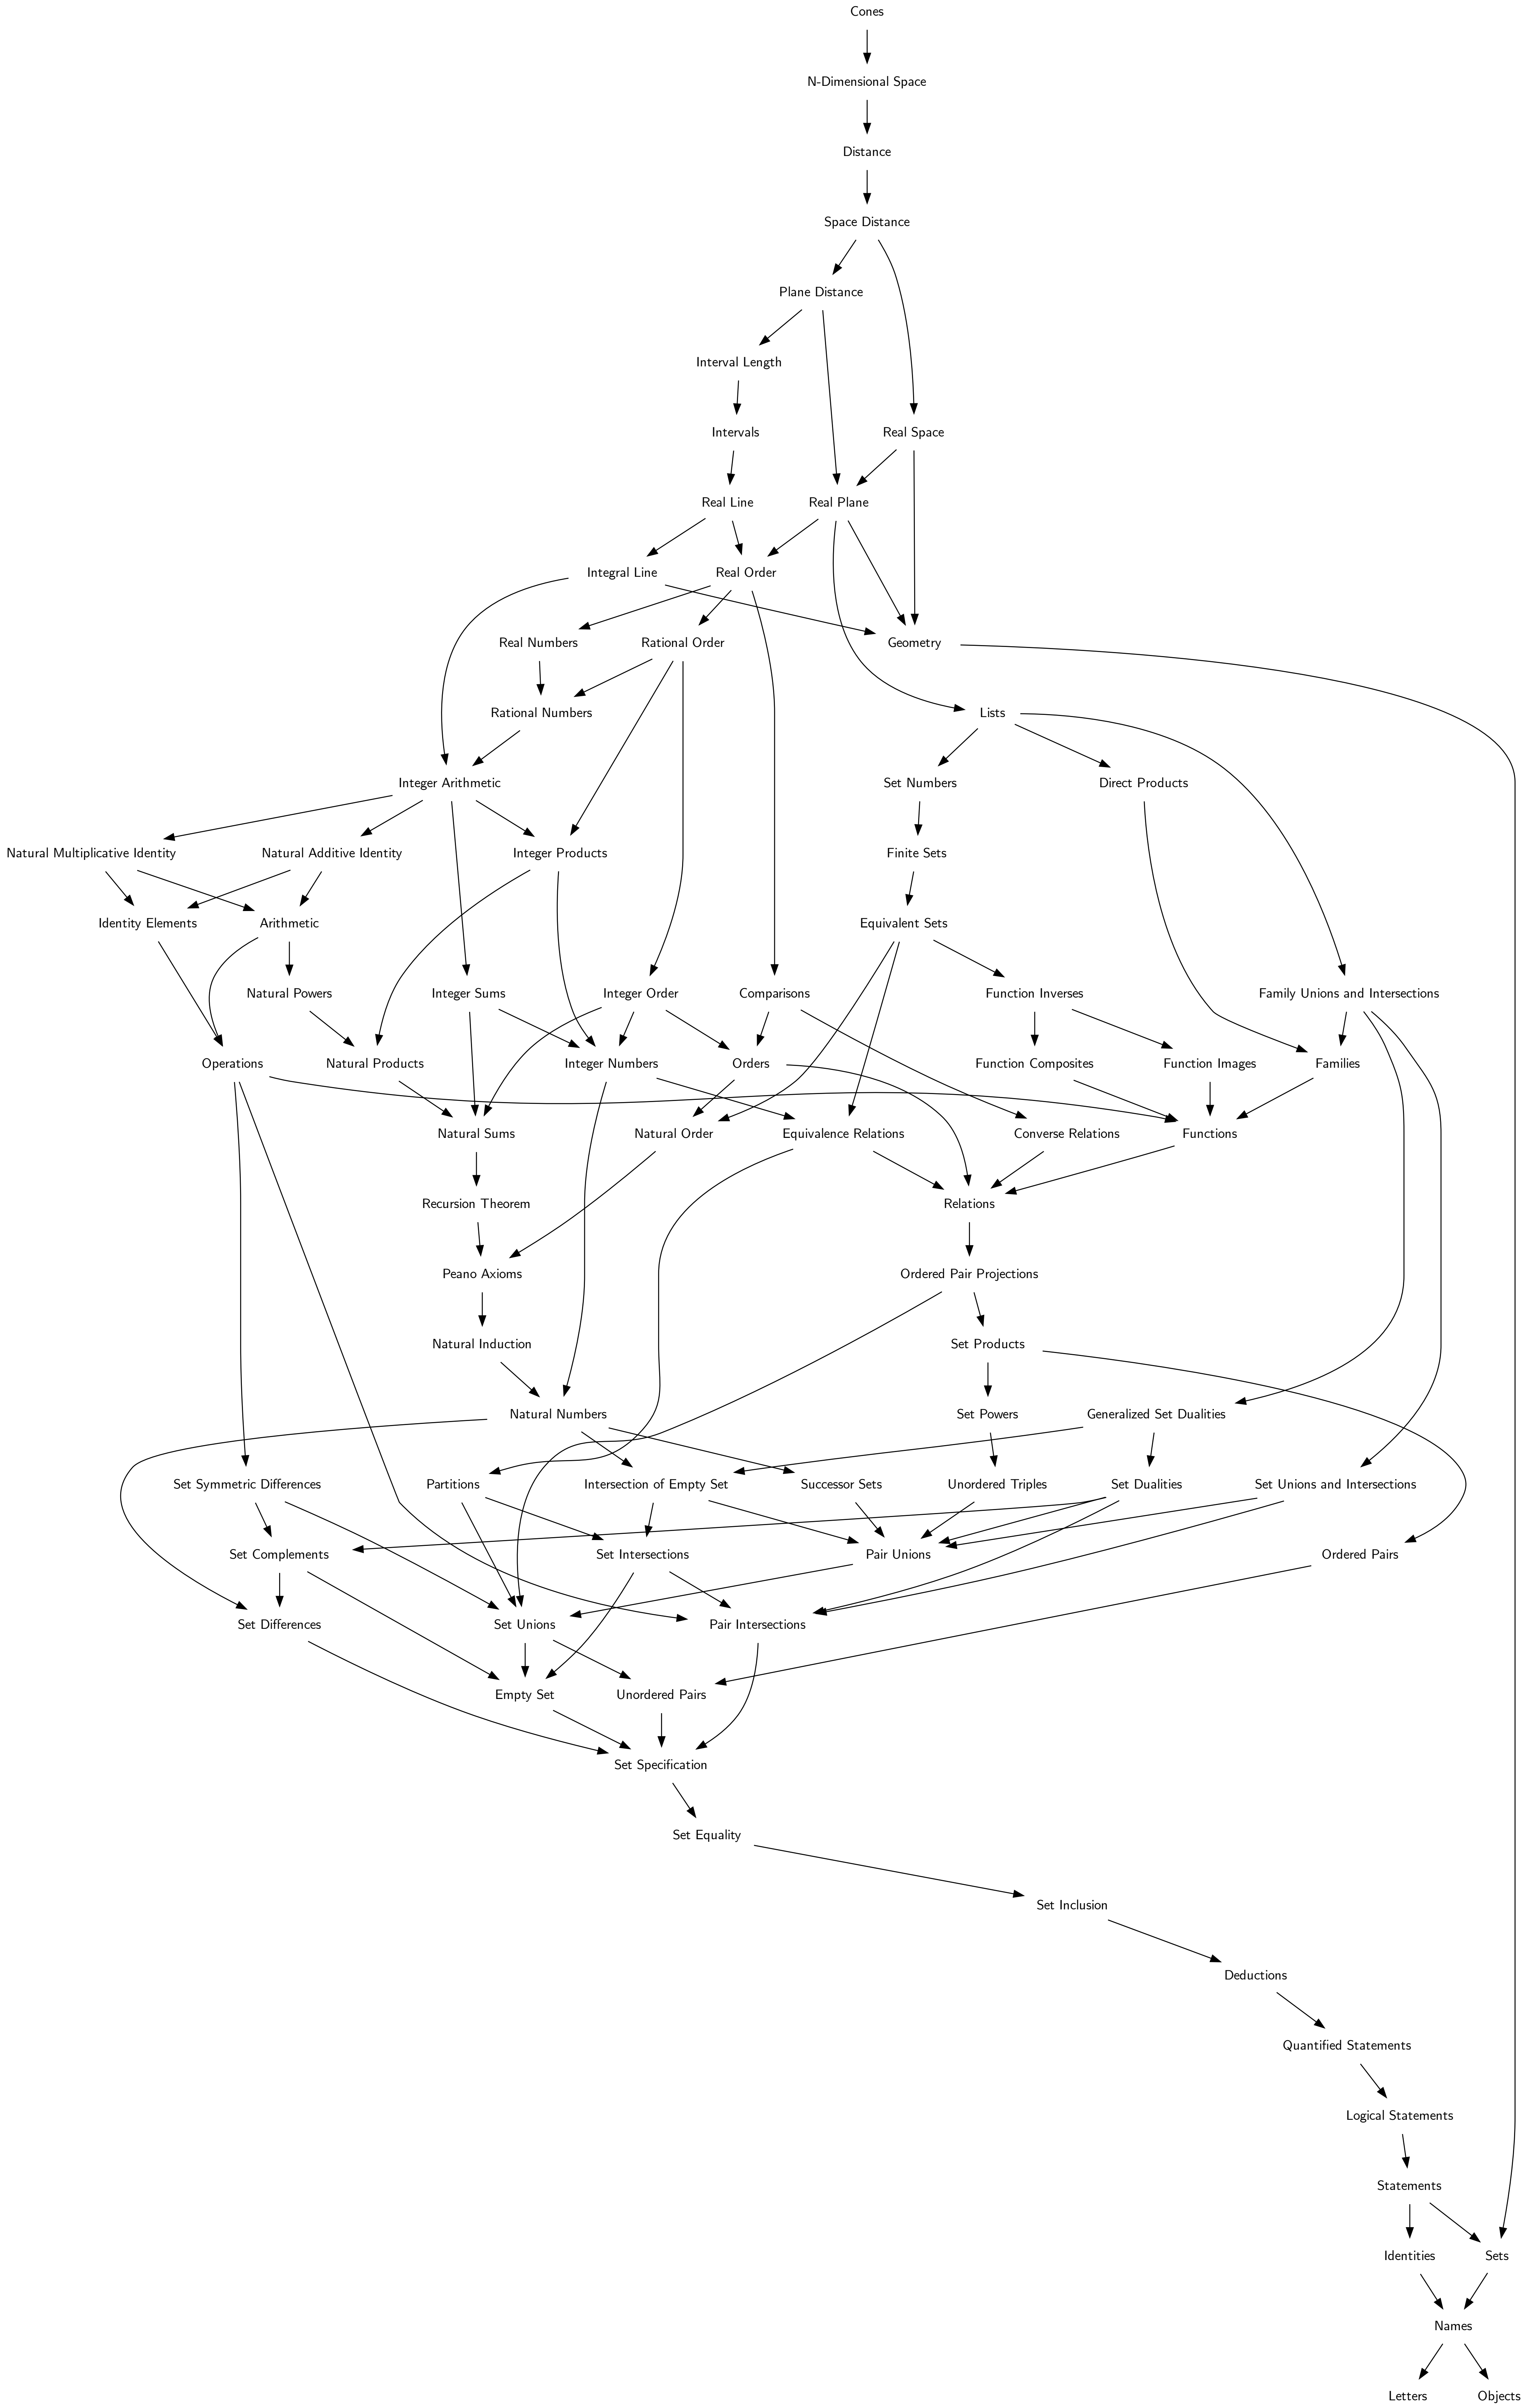 Cones
N-Dimensional Space
Distance
Space Distance
Plane Distance
Interval Length
Intervals
Real Space
Real Line
Real Plane
Integral Line
Real Order
Real Numbers
Rational Order
Geometry
Rational Numbers
Lists
Integer Arithmetic
Set Numbers
Direct Products
Natural Multiplicative Identity
Natural Additive Identity
Integer Products
Finite Sets
Identity Elements
Arithmetic
Equivalent Sets
Natural Powers
Integer Sums
Integer Order
Comparisons
Function Inverses
Family Unions and Intersections
Operations
Natural Products
Integer Numbers
Orders
Function Composites
Function Images
Families
Natural Sums
Natural Order
Equivalence Relations
Converse Relations
Functions
Recursion Theorem
Relations
Peano Axioms
Ordered Pair Projections
Natural Induction
Set Products
Natural Numbers
Set Powers
Generalized Set Dualities
Set Symmetric Differences
Partitions
Intersection of Empty Set
Successor Sets
Unordered Triples
Set Dualities
Set Unions and Intersections
Set Complements
Set Intersections
Pair Unions
Ordered Pairs
Set Differences
Set Unions
Pair Intersections
Empty Set
Unordered Pairs
Set Specification
Set Equality
Set Inclusion
Deductions
Quantified Statements
Logical Statements
Statements
Identities
Sets
Names
Letters
Objects